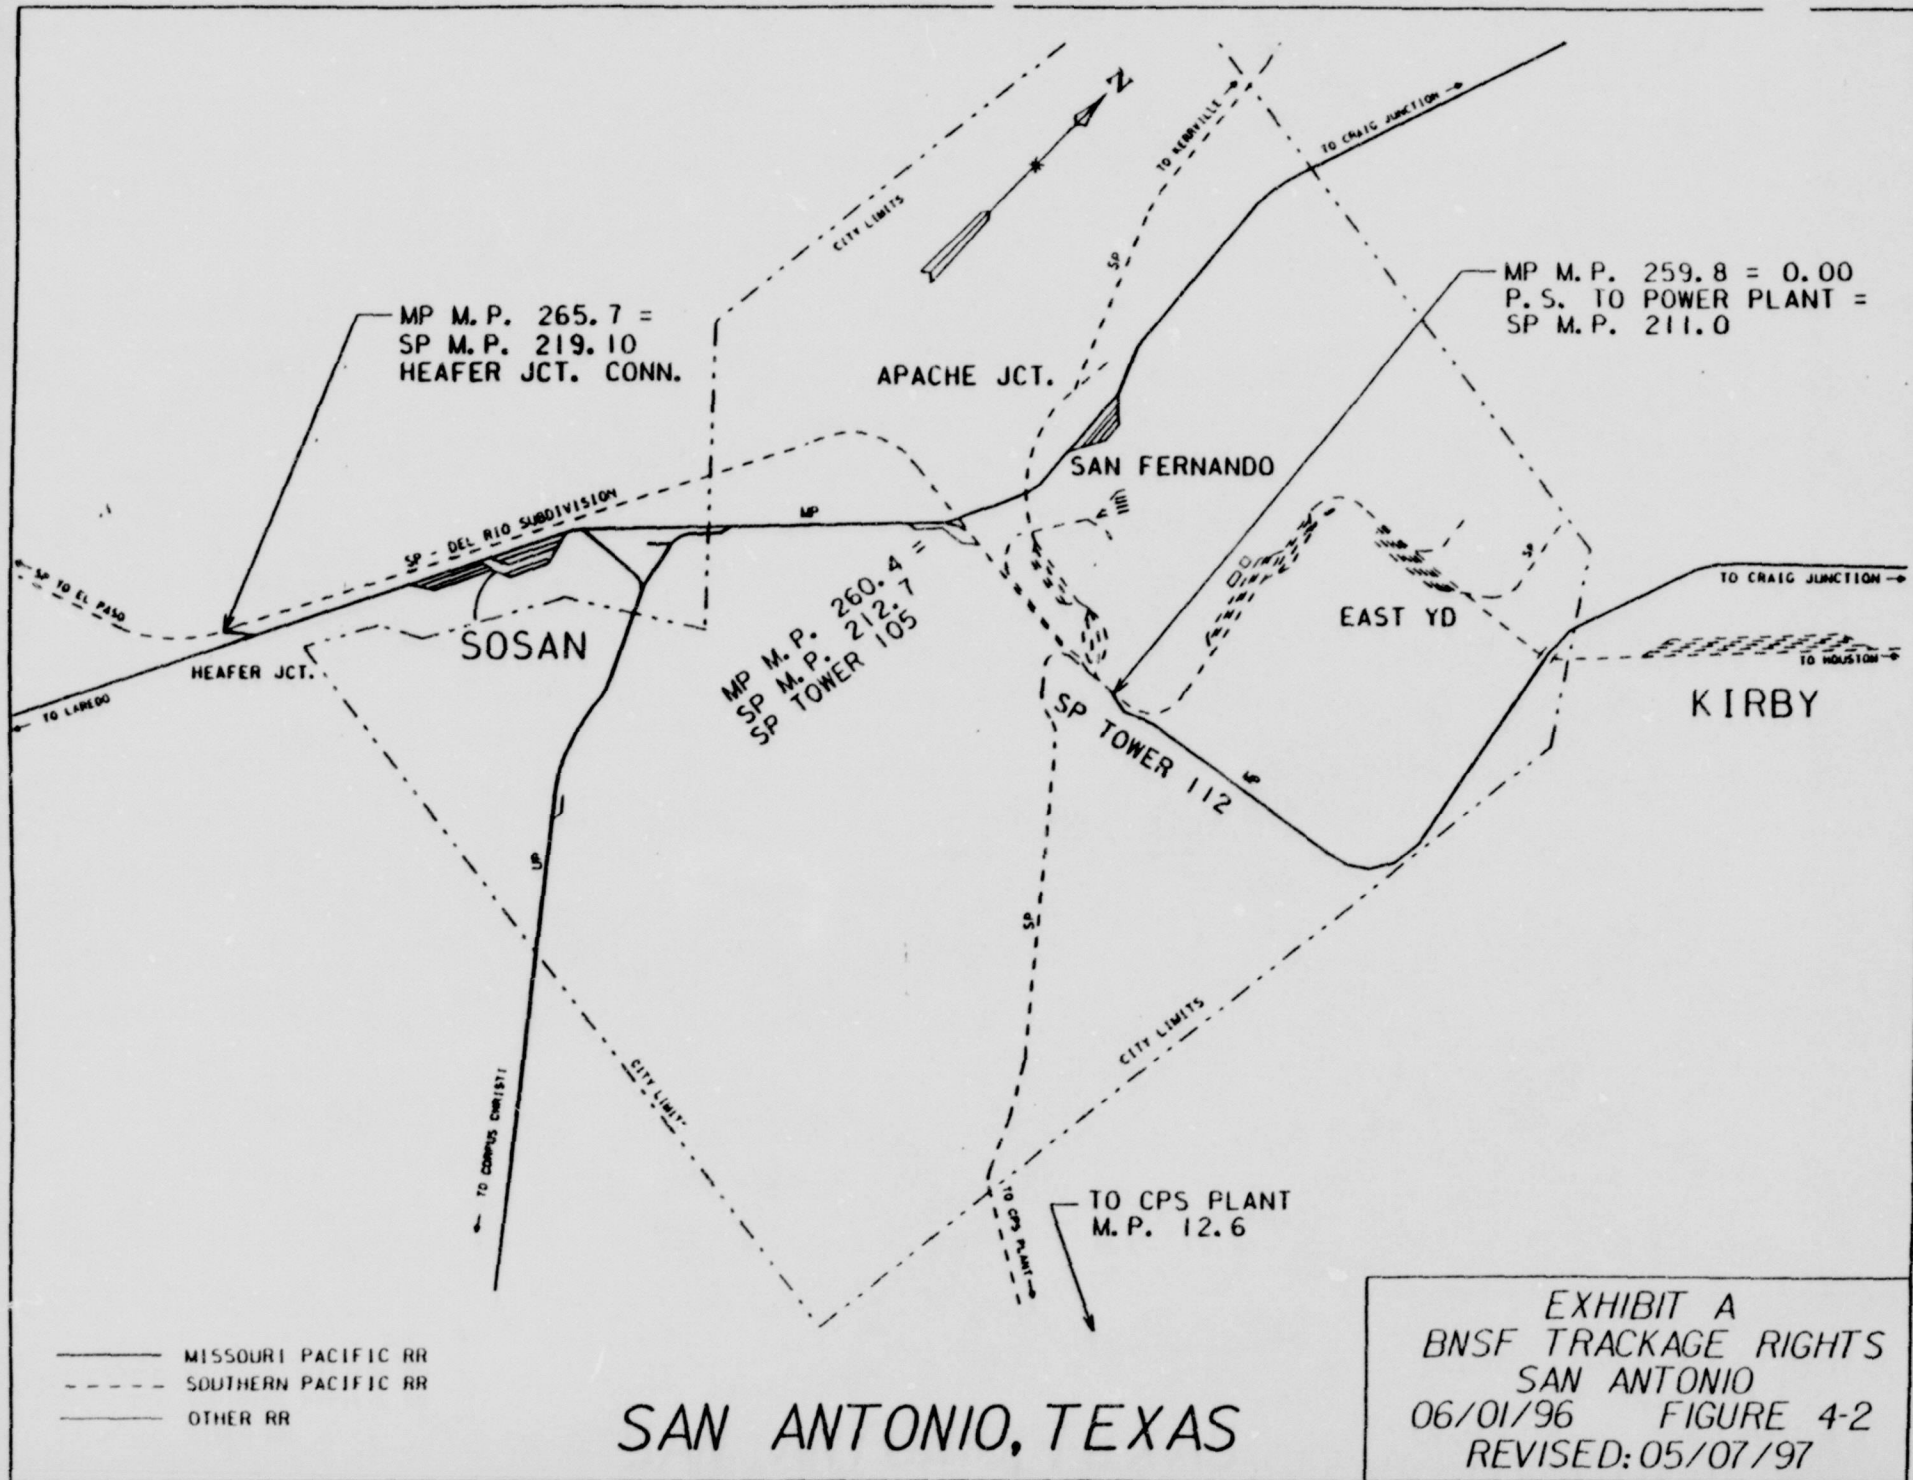 N
TO KERRVILLE
TO CRAIG JUNCTION
CITY LIMITS
SP
MP M.P. 259.8 = 0.00
P.S. TO POWER PLANT =
SP M.P. 211.0
MP M.P. 265.7 =
SP M.P. 219.10
HEAFER JCT. CONN.
APACHE JCT.
SAN FERNANDO
SP - DEL RIO SUBDIVISION
MP
SP TO EL PASO
SOSAN
HEAFER JCT.
TO LAREDO
MP M.P. 260.4 =
SP M.P. 212.7
SP TOWER 105
EAST YD
SP
TO CRAIG JUNCTION
TO HOUSTON
KIRBY
SP TOWER 112
MP
UP
SP
CITY LIMITS
CITY LIMIT
TO CORPUS CHRISTI
TO CPS PLANT
TO CPS PLANT
M.P. 12.6
MISSOURI PACIFIC RR
SOUTHERN PACIFIC RR
OTHER RR
SAN ANTONIO, TEXAS
EXHIBIT A
BNSF TRACKAGE RIGHTS
SAN ANTONIO
06/01/96 FIGURE 4-2
REVISED: 05/07/97